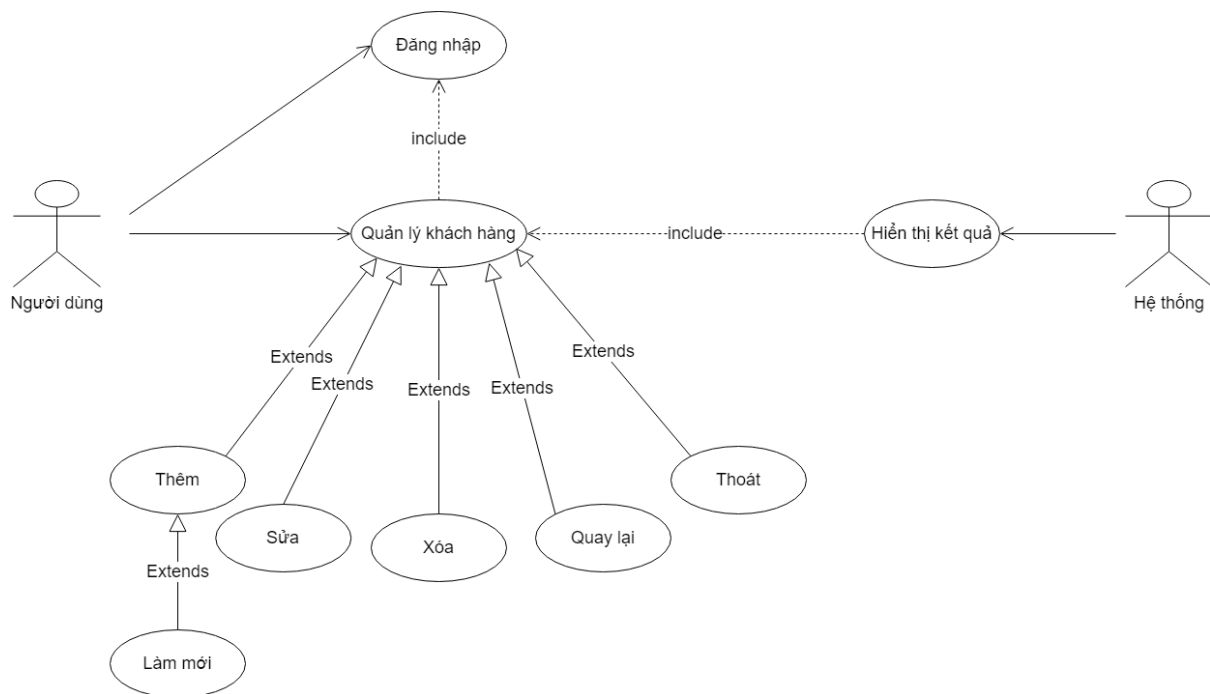 Đăng nhập
include
Quản lý khách hàng
include
Hiển thị kết quả
Người dùng
Hệ thống
Extends
Extends
Extends
Extends
Extends
Thêm
Sửa
Xóa
Quay lại
Thoát
Extends
Làm mới